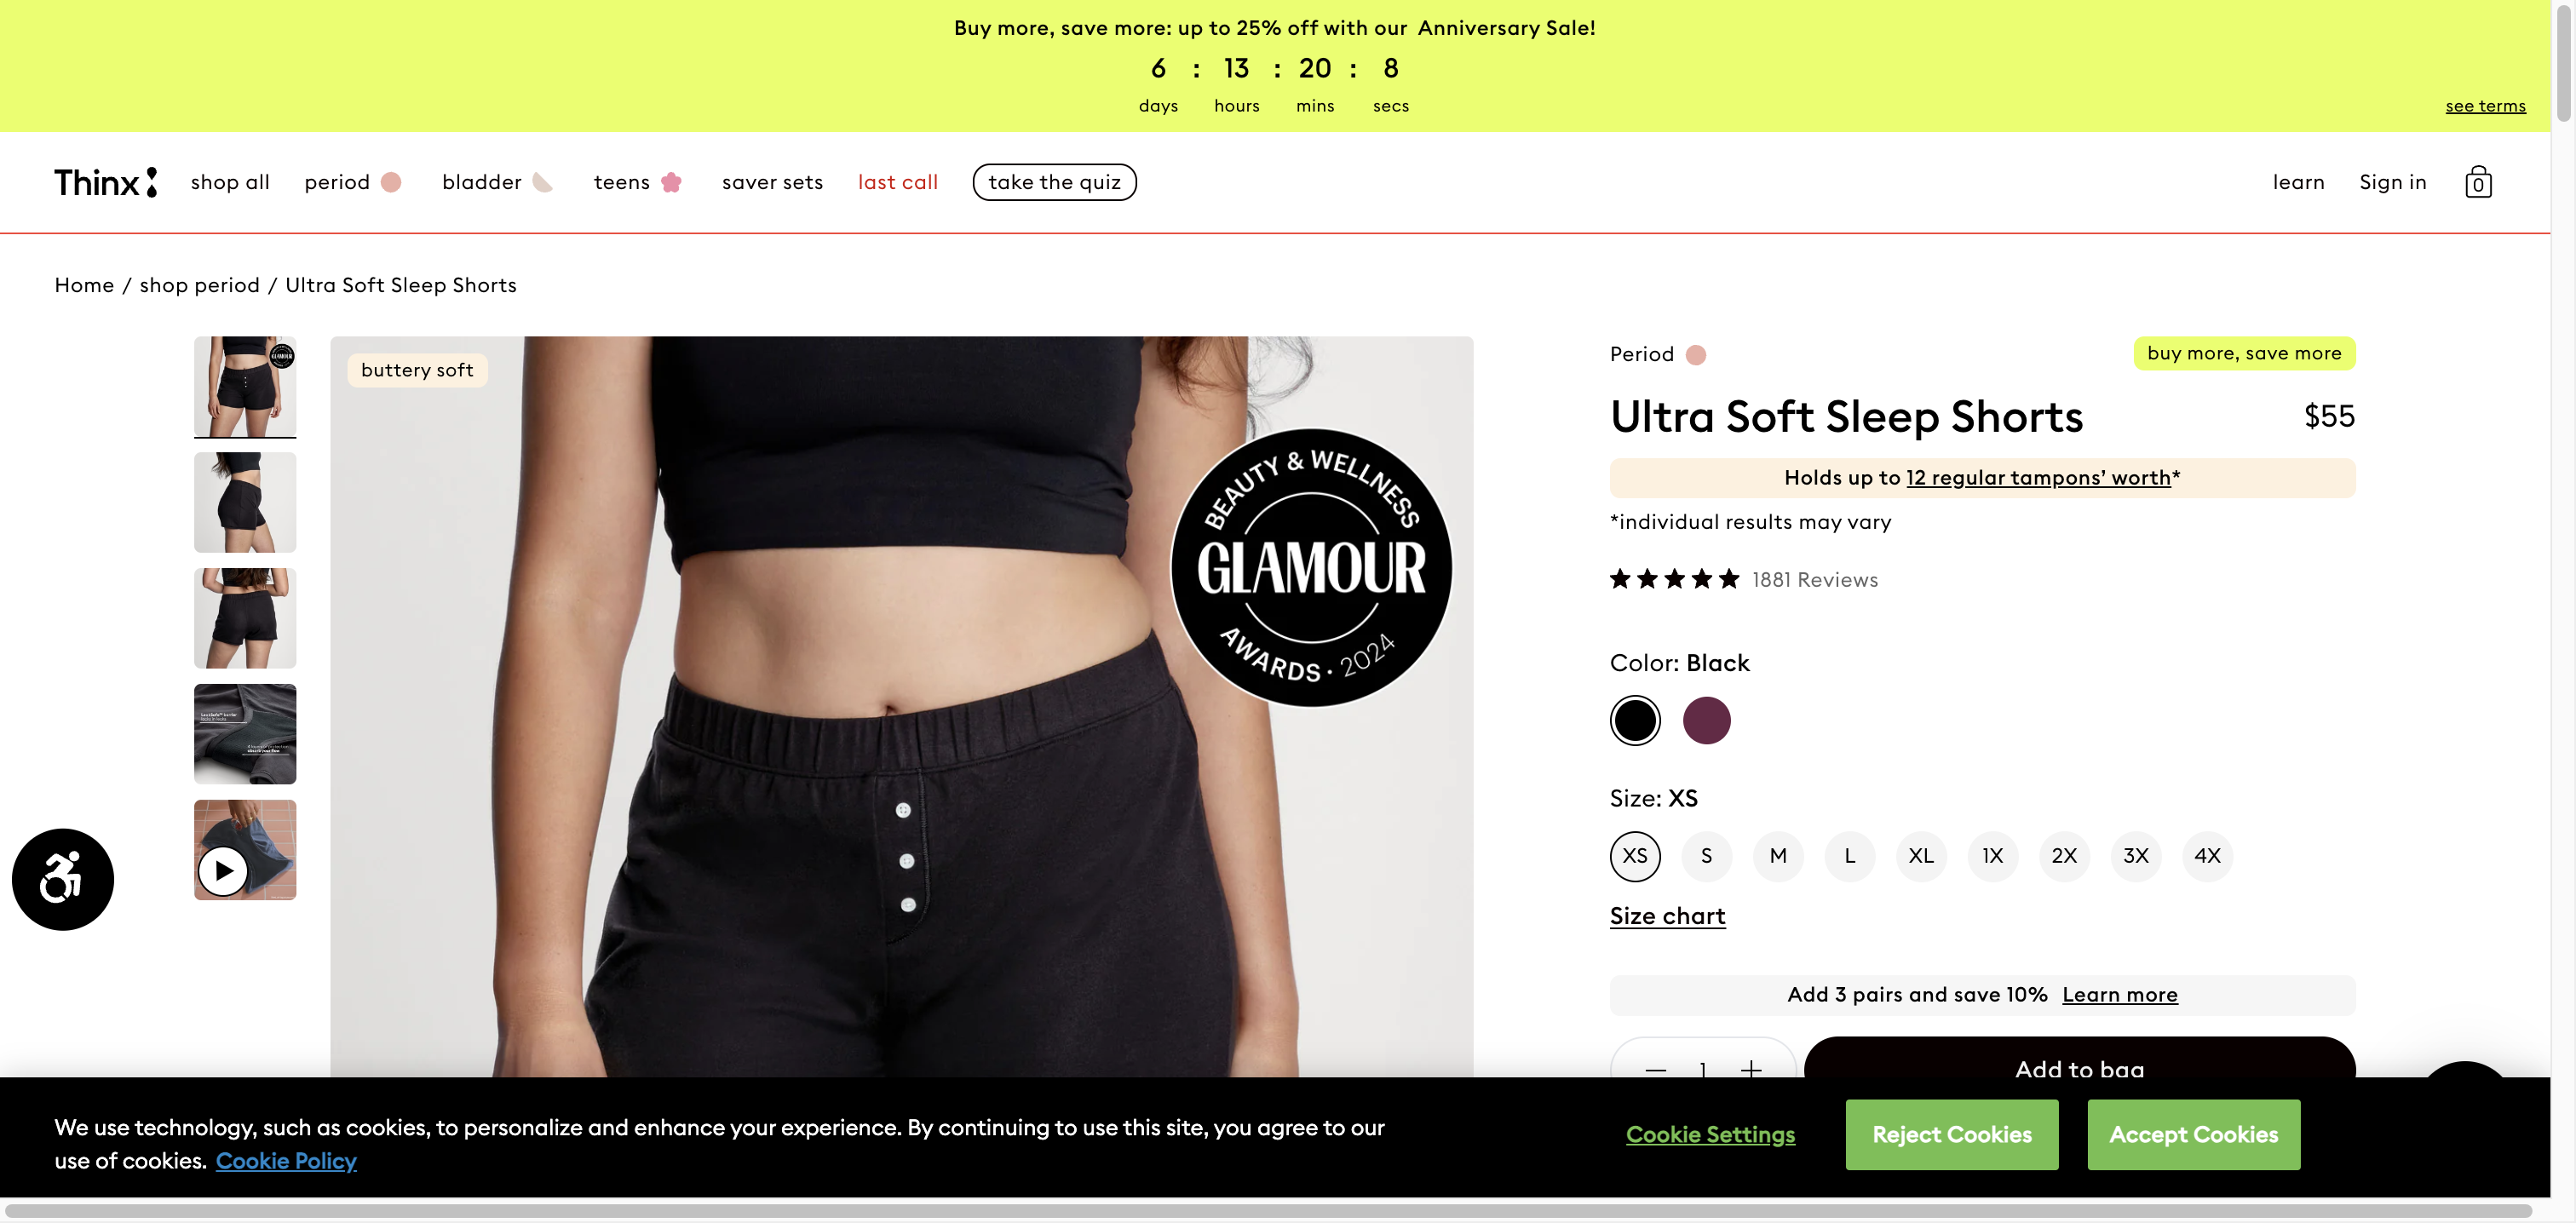 Buy more, save more: up to 25% off with our Anniversary Sale!
6 : 13 : 20 : 8
days hours mins secs
see terms
Thinx
shop all
period
bladder
teens
saver sets
last call
take the quiz
learn
Sign in
0
Home / shop period / Ultra Soft Sleep Shorts
GLAMOUR
buttery soft
BEAUTY & WELLNESS
GLAMOUR
AWARDS · 2024
Period
buy more, save more
Ultra Soft Sleep Shorts
$55
Holds up to 12 regular tampons’ worth*
*individual results may vary
1881 Reviews
Color: Black
Size: XS
XS S M L XL 1X 2X 3X 4X
Size chart
Add 3 pairs and save 10% Learn more
1
Add to bag
We use technology, such as cookies, to personalize and enhance your experience. By continuing to use this site, you agree to our
use of cookies. Cookie Policy
Cookie Settings
Reject Cookies
Accept Cookies